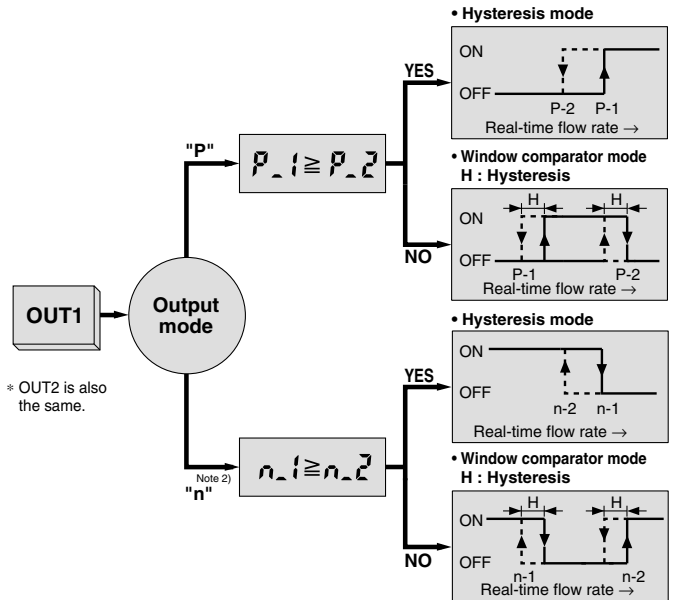 • Hysteresis mode
ON
OFF
P-2 P-1
Real-time flow rate →
YES
"P"
P_1 ≧ P_2
• Window comparator mode
H : Hysteresis
H H
ON
OFF
P-1 P-2
Real-time flow rate →
NO
OUT1
Output
mode
* OUT2 is also
the same.
• Hysteresis mode
ON
OFF
n-2 n-1
Real-time flow rate →
YES
Note 2)
"n"
n_1≧n_2
• Window comparator mode
H : Hysteresis
H H
ON
OFF
n-1 n-2
Real-time flow rate →
NO